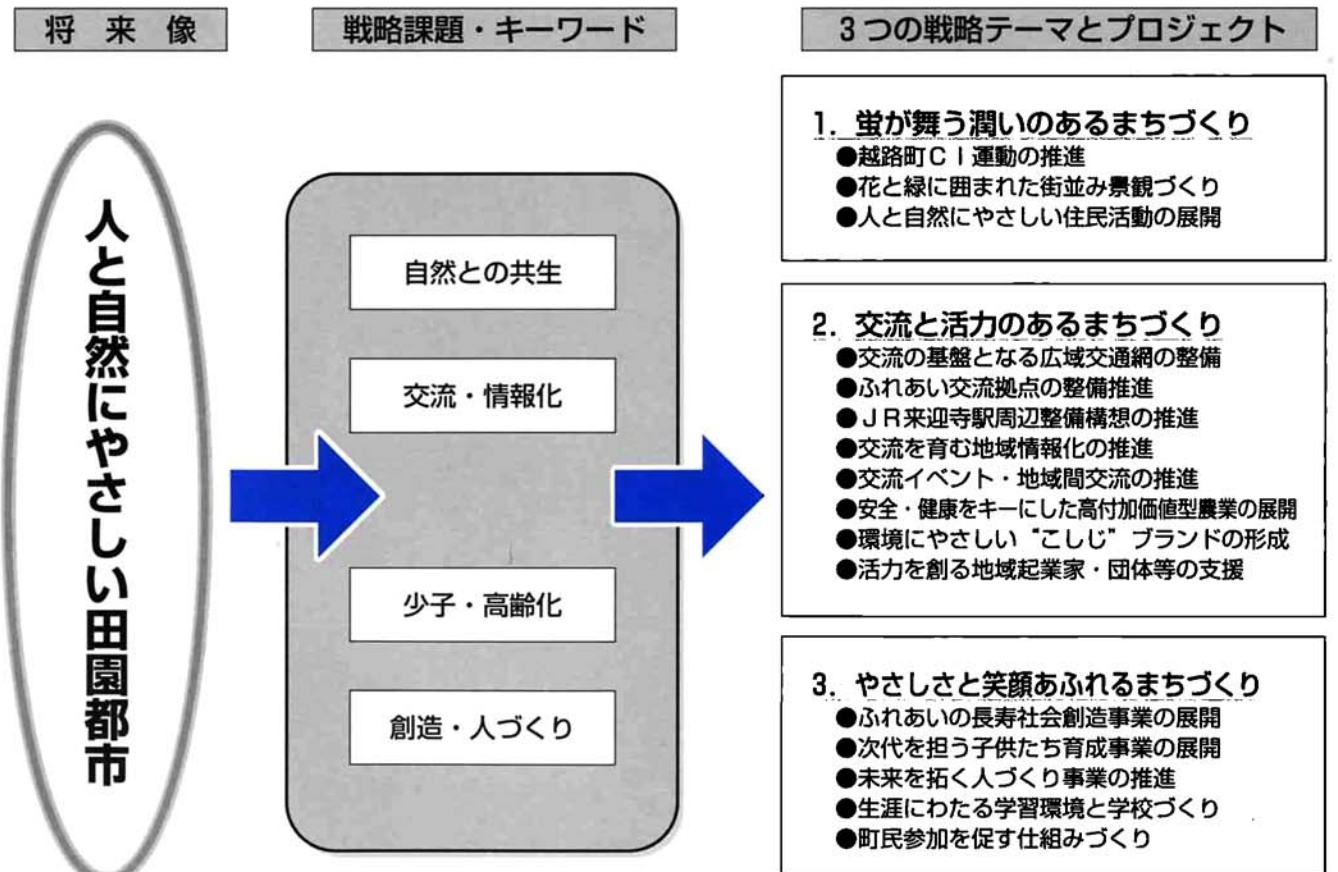 将来像
人と自然にやさしい田園都市
戦略課題・キーワード
自然との共生
交流・情報化
少子・高齢化
創造・人づくり
3つの戦略テーマとプロジェクト
1. 蛍が舞う潤いのあるまちづくり
●越路町CI運動の推進
●花と緑に囲まれた街並み景観づくり
●人と自然にやさしい住民活動の展開
2. 交流と活力のあるまちづくり
●交流の基盤となる広域交通網の整備
●ふれあい交流拠点の整備推進
●JR来迎寺駅周辺整備構想の推進
●交流を育む地域情報化の推進
●交流イベント・地域間交流の推進
●安全・健康をキーにした高付加価値型農業の展開
●環境にやさしい“こしじ”ブランドの形成
●活力を創る地域起業家・団体等の支援
3. やさしさと笑顔あふれるまちづくり
●ふれあいの長寿社会創造事業の展開
●次代を担う子供たち育成事業の展開
●未来を拓く人づくり事業の推進
●生涯にわたる学習環境と学校づくり
●町民参加を促す仕組みづくり